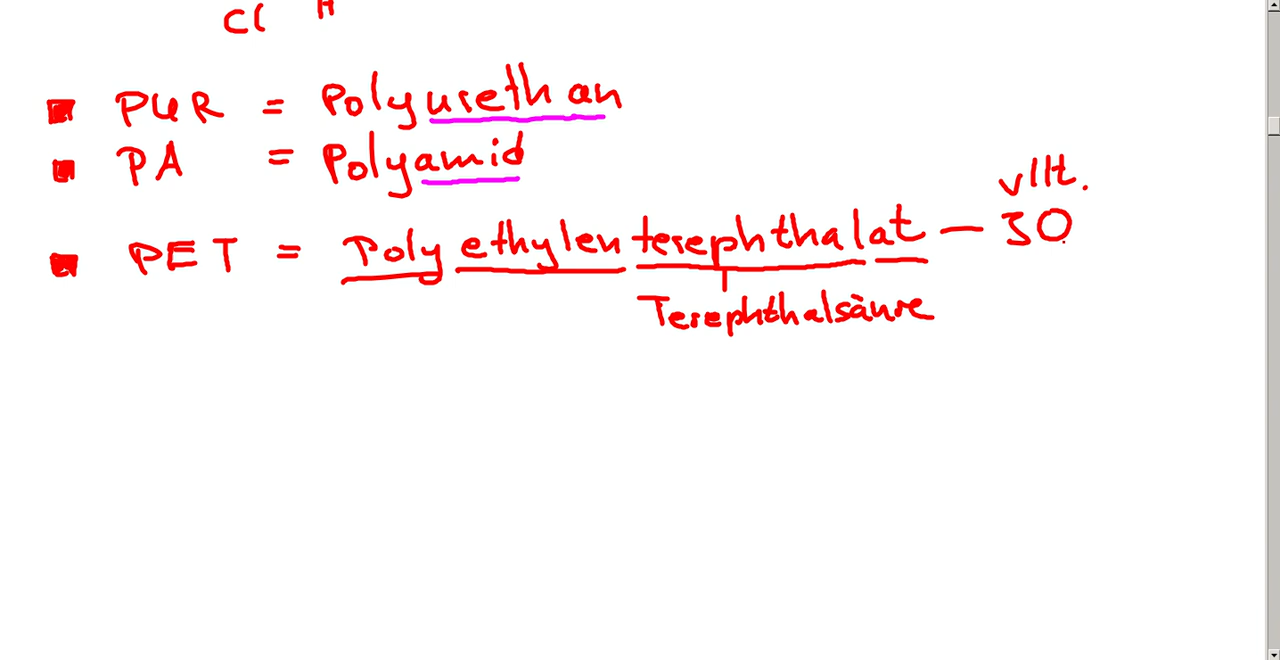 Cl H
▪ PUR = Polyurethan
▪ PA = Polyamid
vllt.
▪ PET = Polyethylenterephthalat – 30
Terephthalsäure